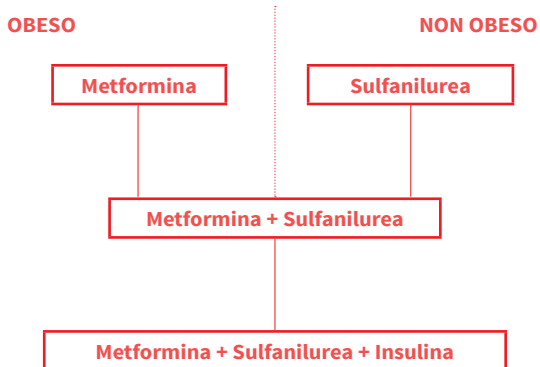 OBESO
NON OBESO
Metformina
Sulfanilurea
Metformina + Sulfanilurea
Metformina + Sulfanilurea + Insulina